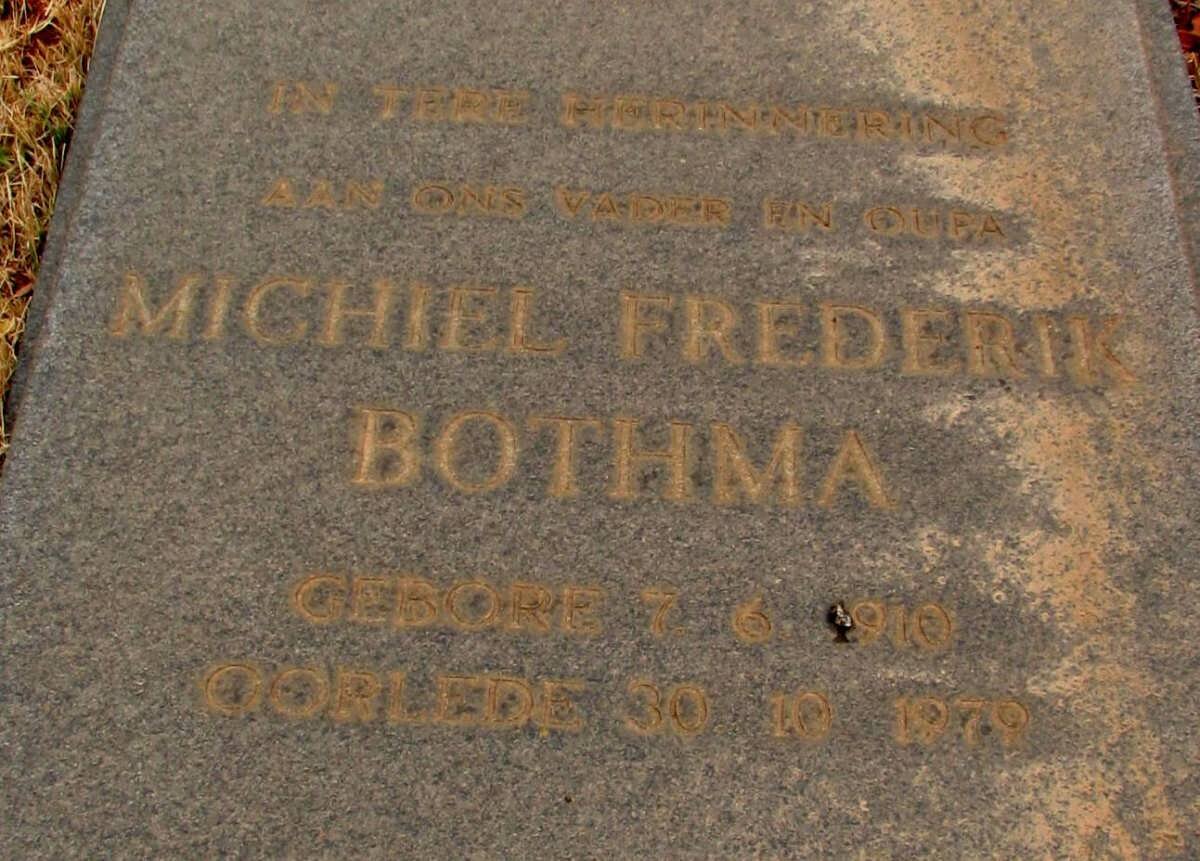 IN TERE HERINNERING
AAN ONS VADER EN OUPA
MICHIEL FREDERIK
BOTHMA
GEBORE 7. 6. 1910
OORLEDE 30 10 1979